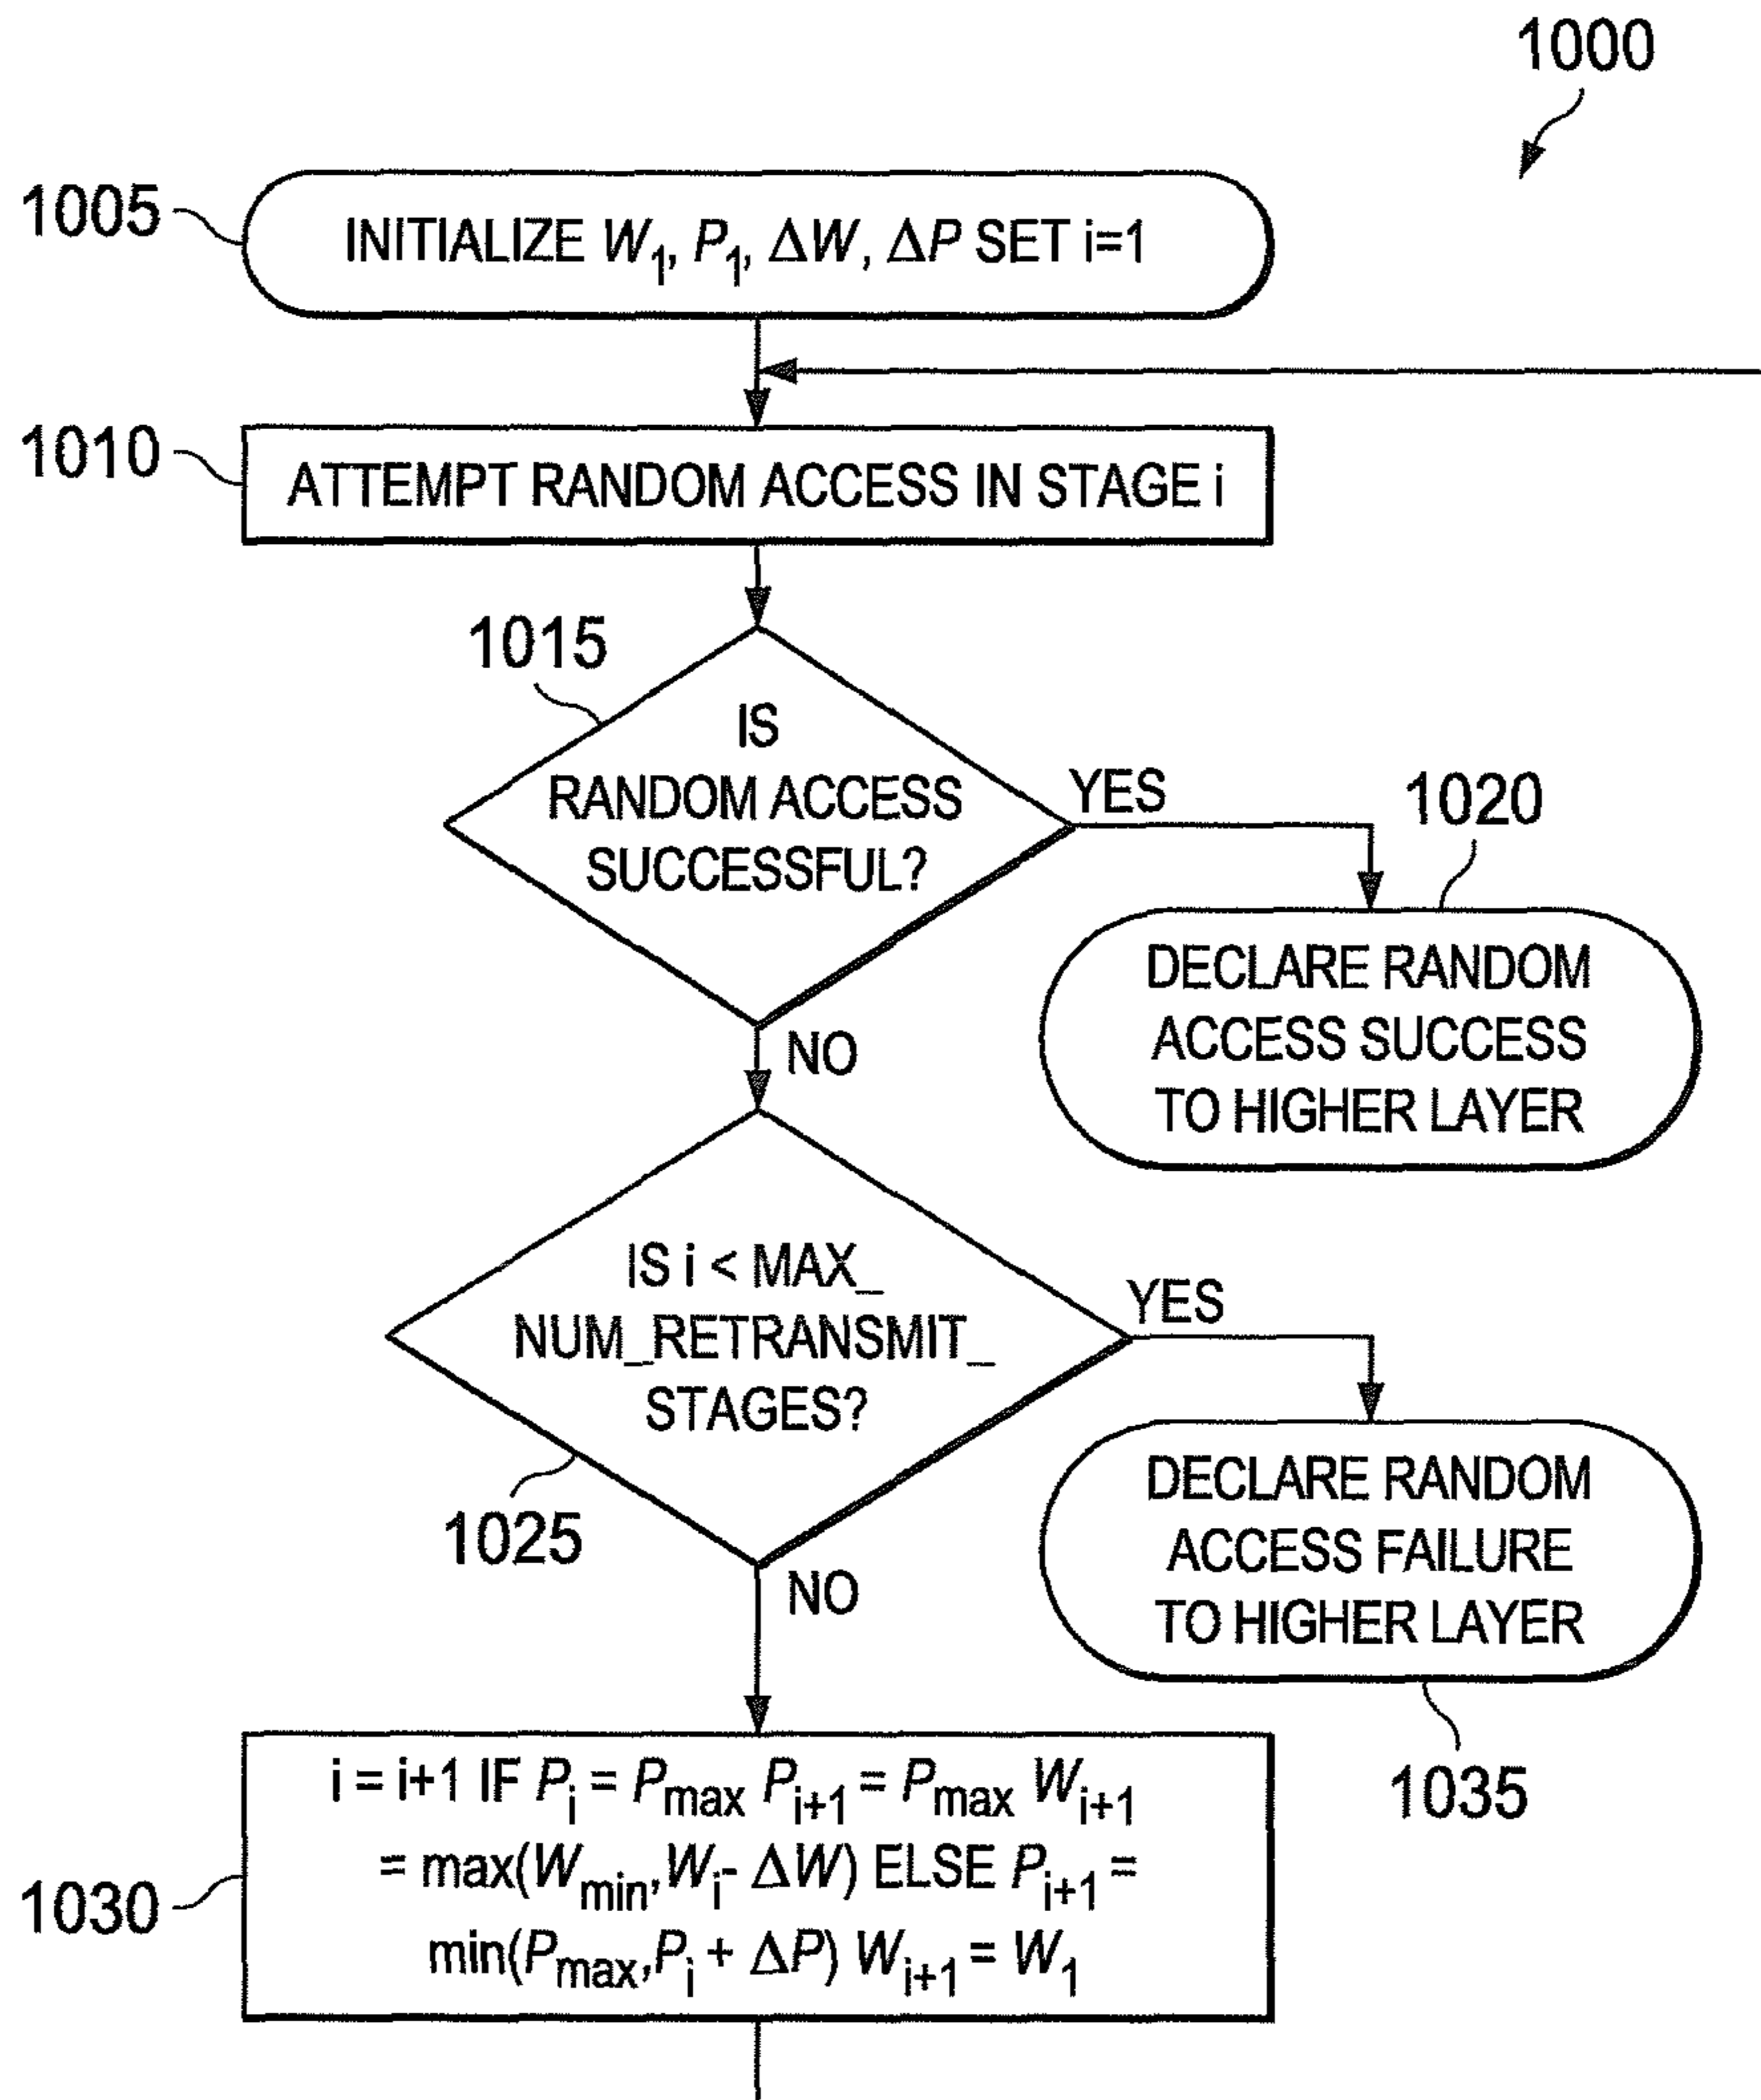 1000
1005
INITIALIZE W1, P1, ΔW, ΔP SET i=1
1010
ATTEMPT RANDOM ACCESS IN STAGE i
1015
IS
RANDOM ACCESS
SUCCESSFUL?
YES
1020
DECLARE RANDOM
ACCESS SUCCESS
TO HIGHER LAYER
NO
IS i < MAX_
NUM_RETRANSMIT_
STAGES?
YES
1025
DECLARE RANDOM
ACCESS FAILURE
TO HIGHER LAYER
NO
1035
i = i+1 IF Pi = Pmax Pi+1 = Pmax Wi+1
= max(Wmin,Wi- ΔW) ELSE Pi+1 =
min(Pmax,Pi + ΔP) Wi+1 = W1
1030